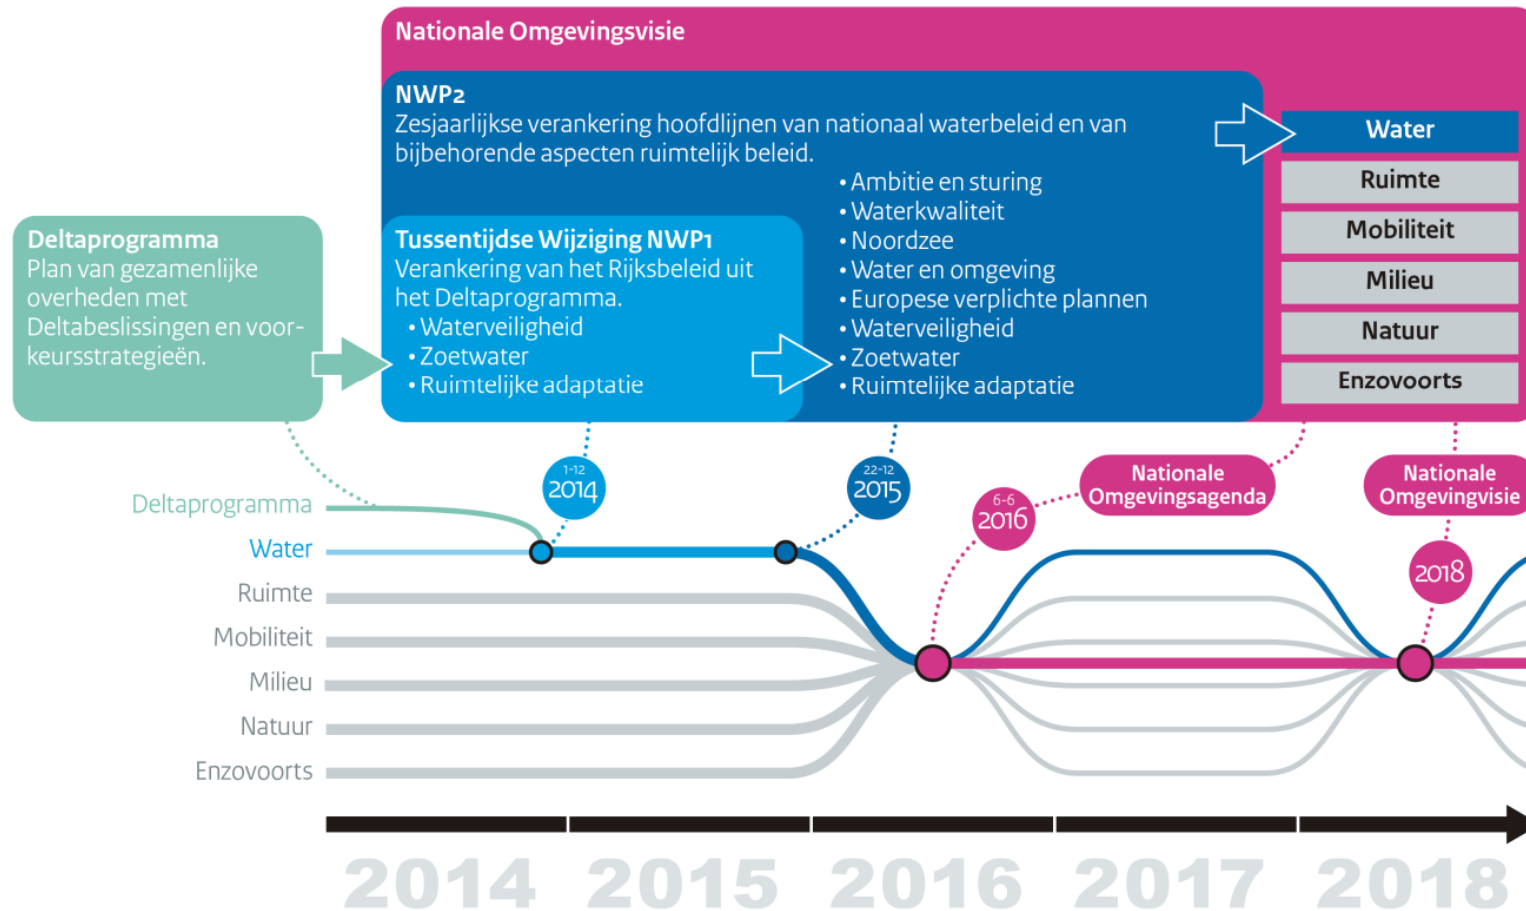 Nationale Omgevingsvisie
NWP2
Zesjaarlijkse verankering hoofdlijnen van nationaal waterbeleid en van
bijbehorende aspecten ruimtelijk beleid.
• Ambitie en sturing
• Waterkwaliteit
• Noordzee
• Water en omgeving
• Europese verplichte plannen
• Waterveiligheid
• Zoetwater
• Ruimtelijke adaptatie
Water
Ruimte
Mobiliteit
Milieu
Natuur
Enzovoorts
Deltaprogramma
Plan van gezamenlijke
overheden met
Deltabeslissingen en voor-
keursstrategieën.
Tussentijdse Wijziging NWP1
Verankering van het Rijksbeleid uit
het Deltaprogramma.
• Waterveiligheid
• Zoetwater
• Ruimtelijke adaptatie
1-12
2014
22-12
2015
6-6
2016
Nationale
Omgevingsagenda
Nationale
Omgevingvisie
2018
Deltaprogramma
Water
Ruimte
Mobiliteit
Milieu
Natuur
Enzovoorts
2014
2015
2016
2017
2018